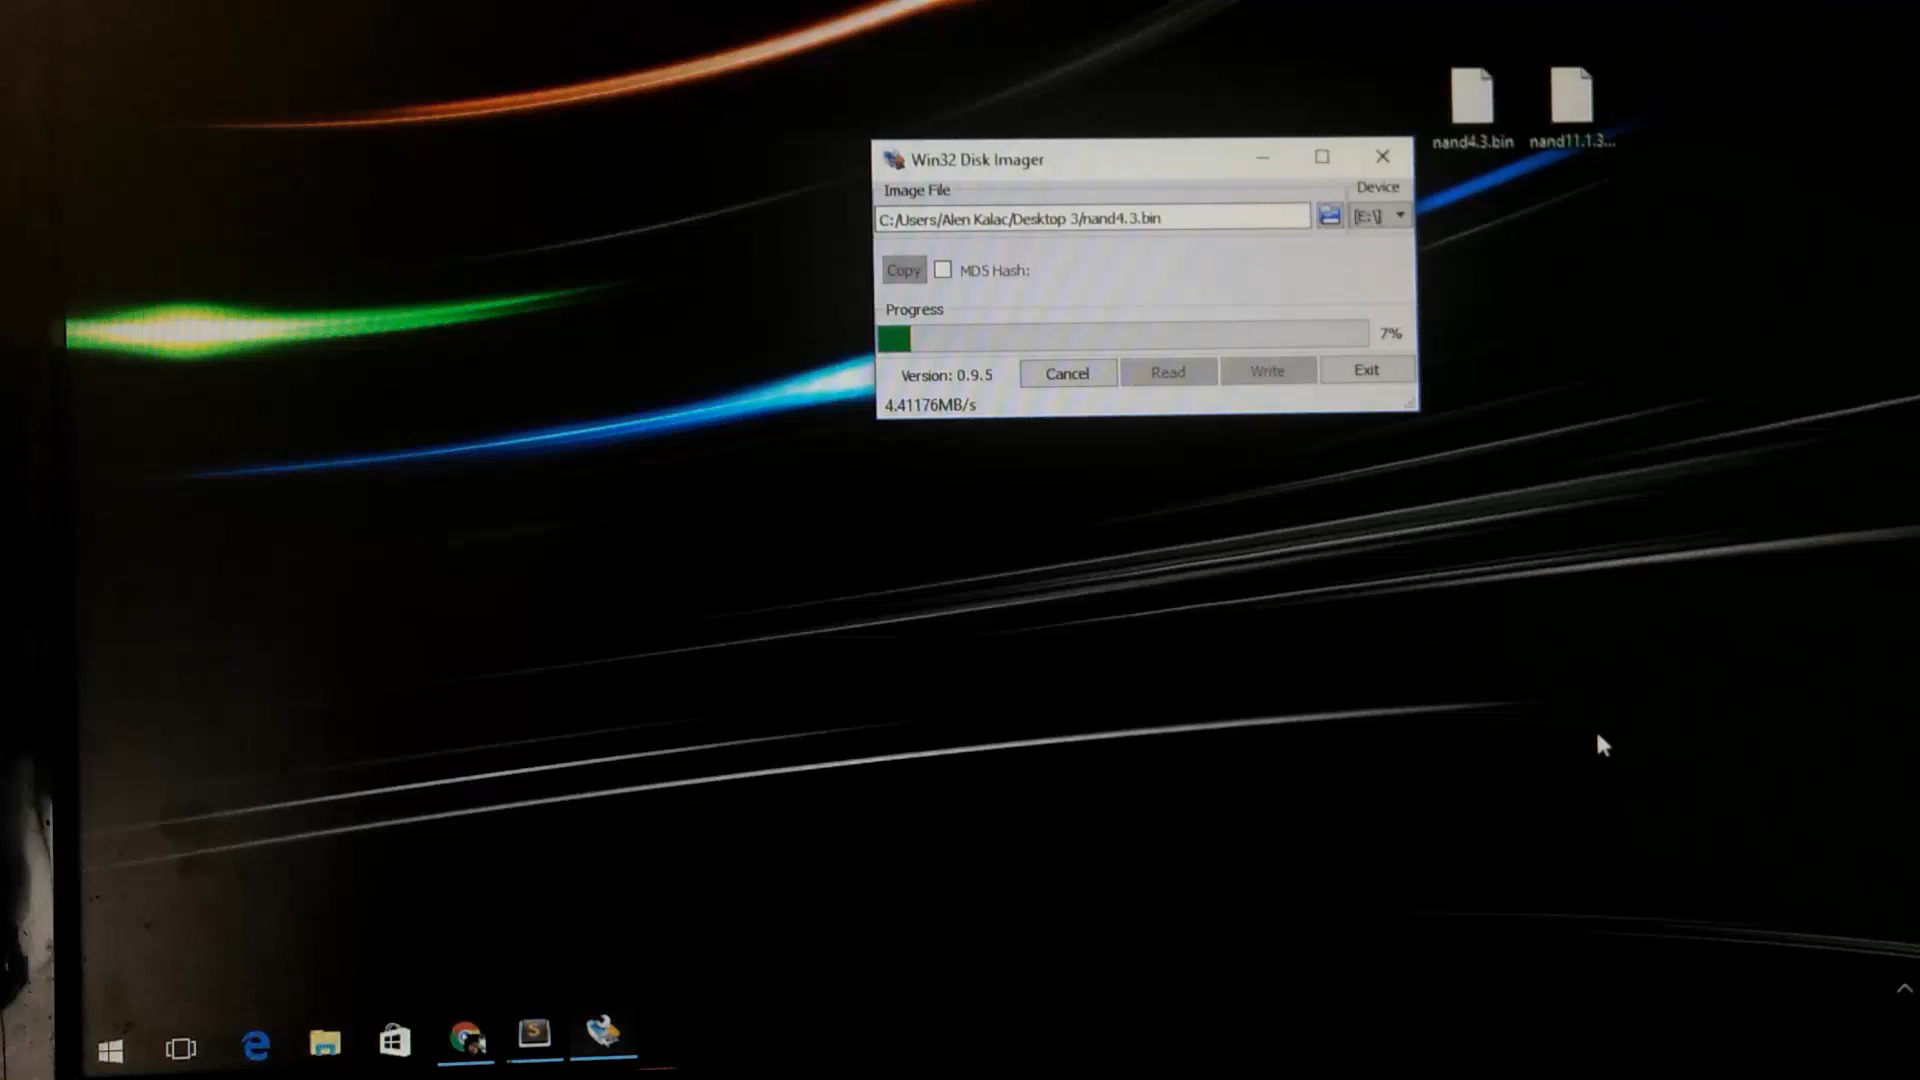 nand4.3.bin
nand11.1.3...
Win32 Disk Imager
Image File
Device
C:/Users/Alen Kalac/Desktop 3/nand4.3.bin
[E:\]
Copy
MD5 Hash:
Progress
7%
Version: 0.9.5
Cancel
Read
Write
Exit
4.41176MB/s